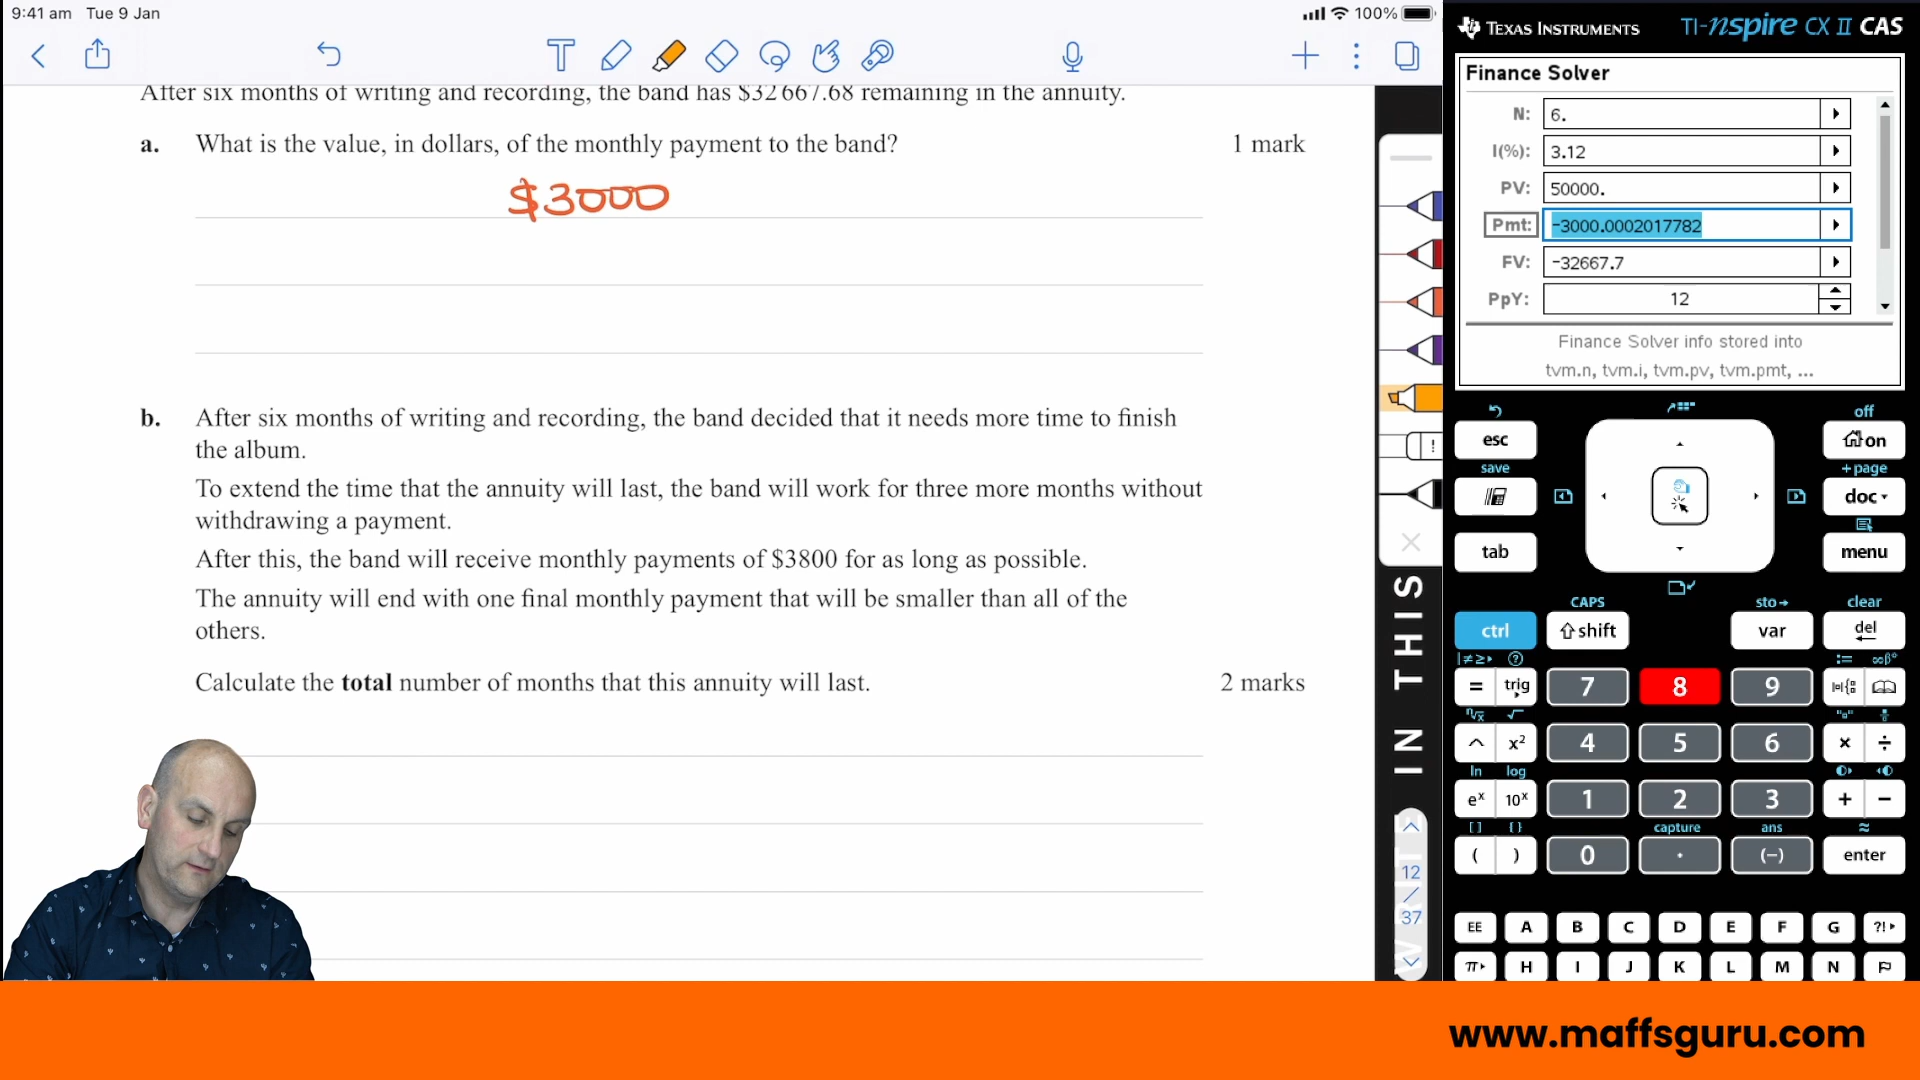 9:41 am Tue 9 Jan
100%
After six months of writing and recording, the band has $32 667.68 remaining in the annuity.
a. What is the value, in dollars, of the monthly payment to the band? 1 mark
$3000
b. After six months of writing and recording, the band decided that it needs more time to finish
the album.
To extend the time that the annuity will last, the band will work for three more months without
withdrawing a payment.
After this, the band will receive monthly payments of $3800 for as long as possible.
The annuity will end with one final monthly payment that will be smaller than all of the
others.
Calculate the total number of months that this annuity will last. 2 marks
IN THIS
12
/
37
TEXAS INSTRUMENTS TI-nspire CX II CAS
Finance Solver
N: 6.
I(%): 3.12
PV: 50000.
Pmt: -3000.0002017782
FV: -32667.7
PpY: 12
Finance Solver info stored into
tvm.n, tvm.i, tvm.pv, tvm.pmt, ...
off
esc on
save +page
doc
tab menu
CAPS sto→ clear
ctrl shift var del
|≠≥▸ ? := ∞β°
= trig 7 8 9
ⁿ√x √
^ x² 4 5 6 × ÷
ln log
eˣ 10ˣ 1 2 3 + −
[ ] { } capture ans ≈
( ) 0 . (−) enter
EE A B C D E F G ?!▸
π▸ H I J K L M N
www.maffsguru.com